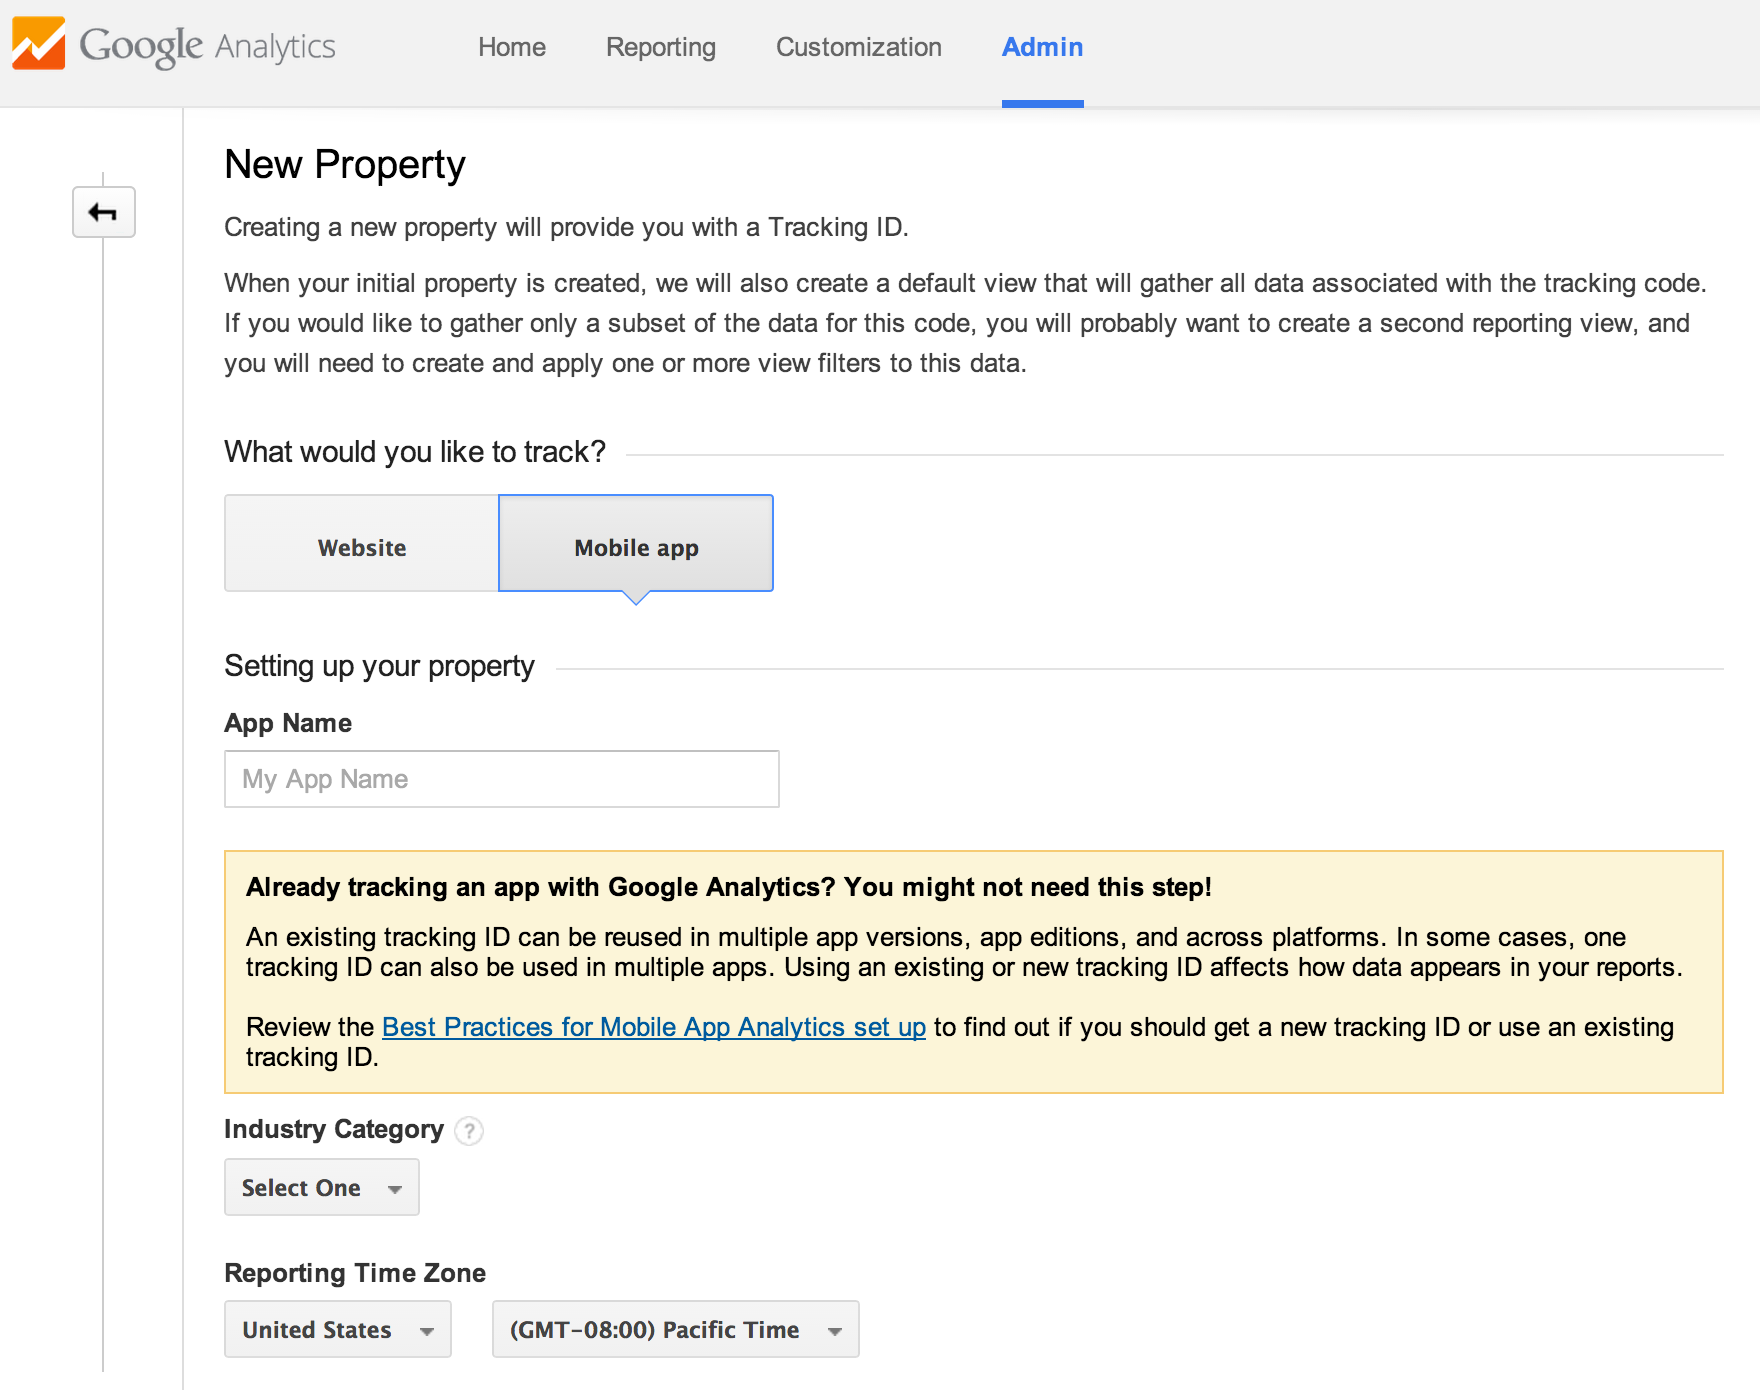 Google Analytics
Home Reporting Customization Admin
New Property
Creating a new property will provide you with a Tracking ID.
When your initial property is created, we will also create a default view that will gather all data associated with the tracking code.
If you would like to gather only a subset of the data for this code, you will probably want to create a second reporting view, and
you will need to create and apply one or more view filters to this data.
What would you like to track?
Website Mobile app
Setting up your property
App Name
My App Name
Already tracking an app with Google Analytics? You might not need this step!
An existing tracking ID can be reused in multiple app versions, app editions, and across platforms. In some cases, one
tracking ID can also be used in multiple apps. Using an existing or new tracking ID affects how data appears in your reports.
Review the Best Practices for Mobile App Analytics set up to find out if you should get a new tracking ID or use an existing
tracking ID.
Industry Category ?
Select One
Reporting Time Zone
United States (GMT-08:00) Pacific Time